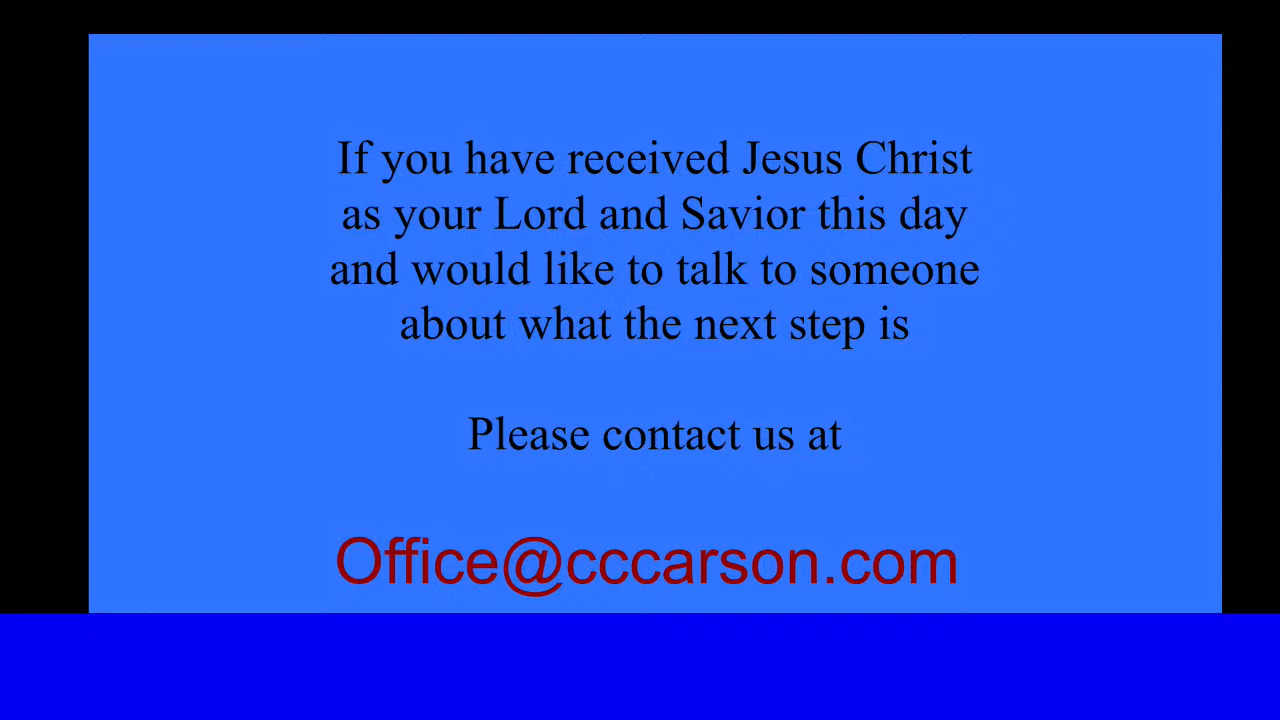 If you have received Jesus Christ
as your Lord and Savior this day
and would like to talk to someone
about what the next step is
Please contact us at
Office@cccarson.com